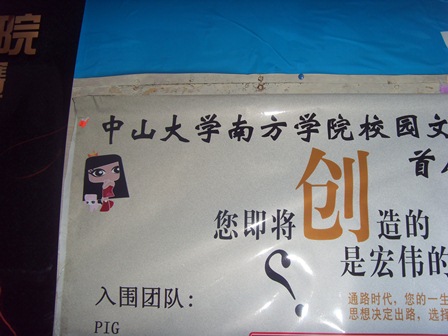 院
中山大学南方学院校园文
首
您即将创造的
是宏伟的
?
入围团队:
通路时代，您的一生
思想决定出路，选择
PIG